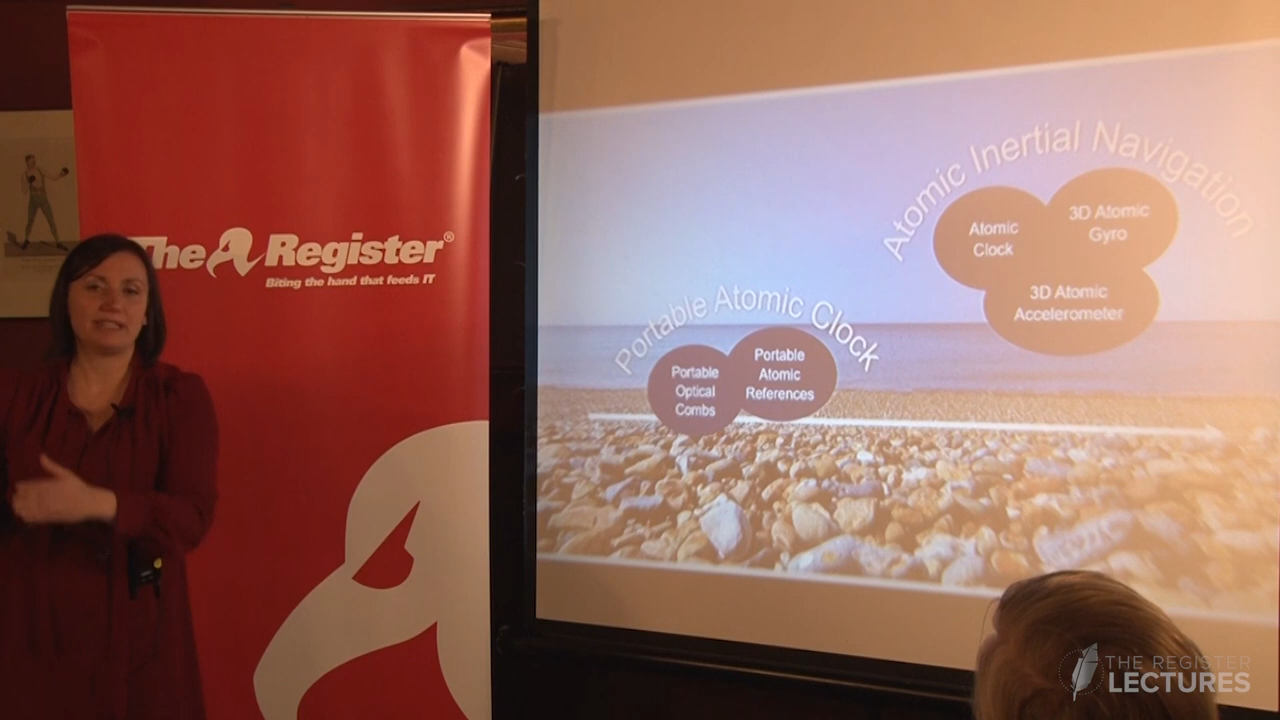 The Register®
Biting the hand that feeds IT
Atomic Inertial Navigation
Atomic
Clock
3D Atomic
Gyro
3D Atomic
Accelerometer
Portable Atomic Clock
Portable
Optical
Combs
Portable
Atomic
References
THE REGISTER
LECTURES